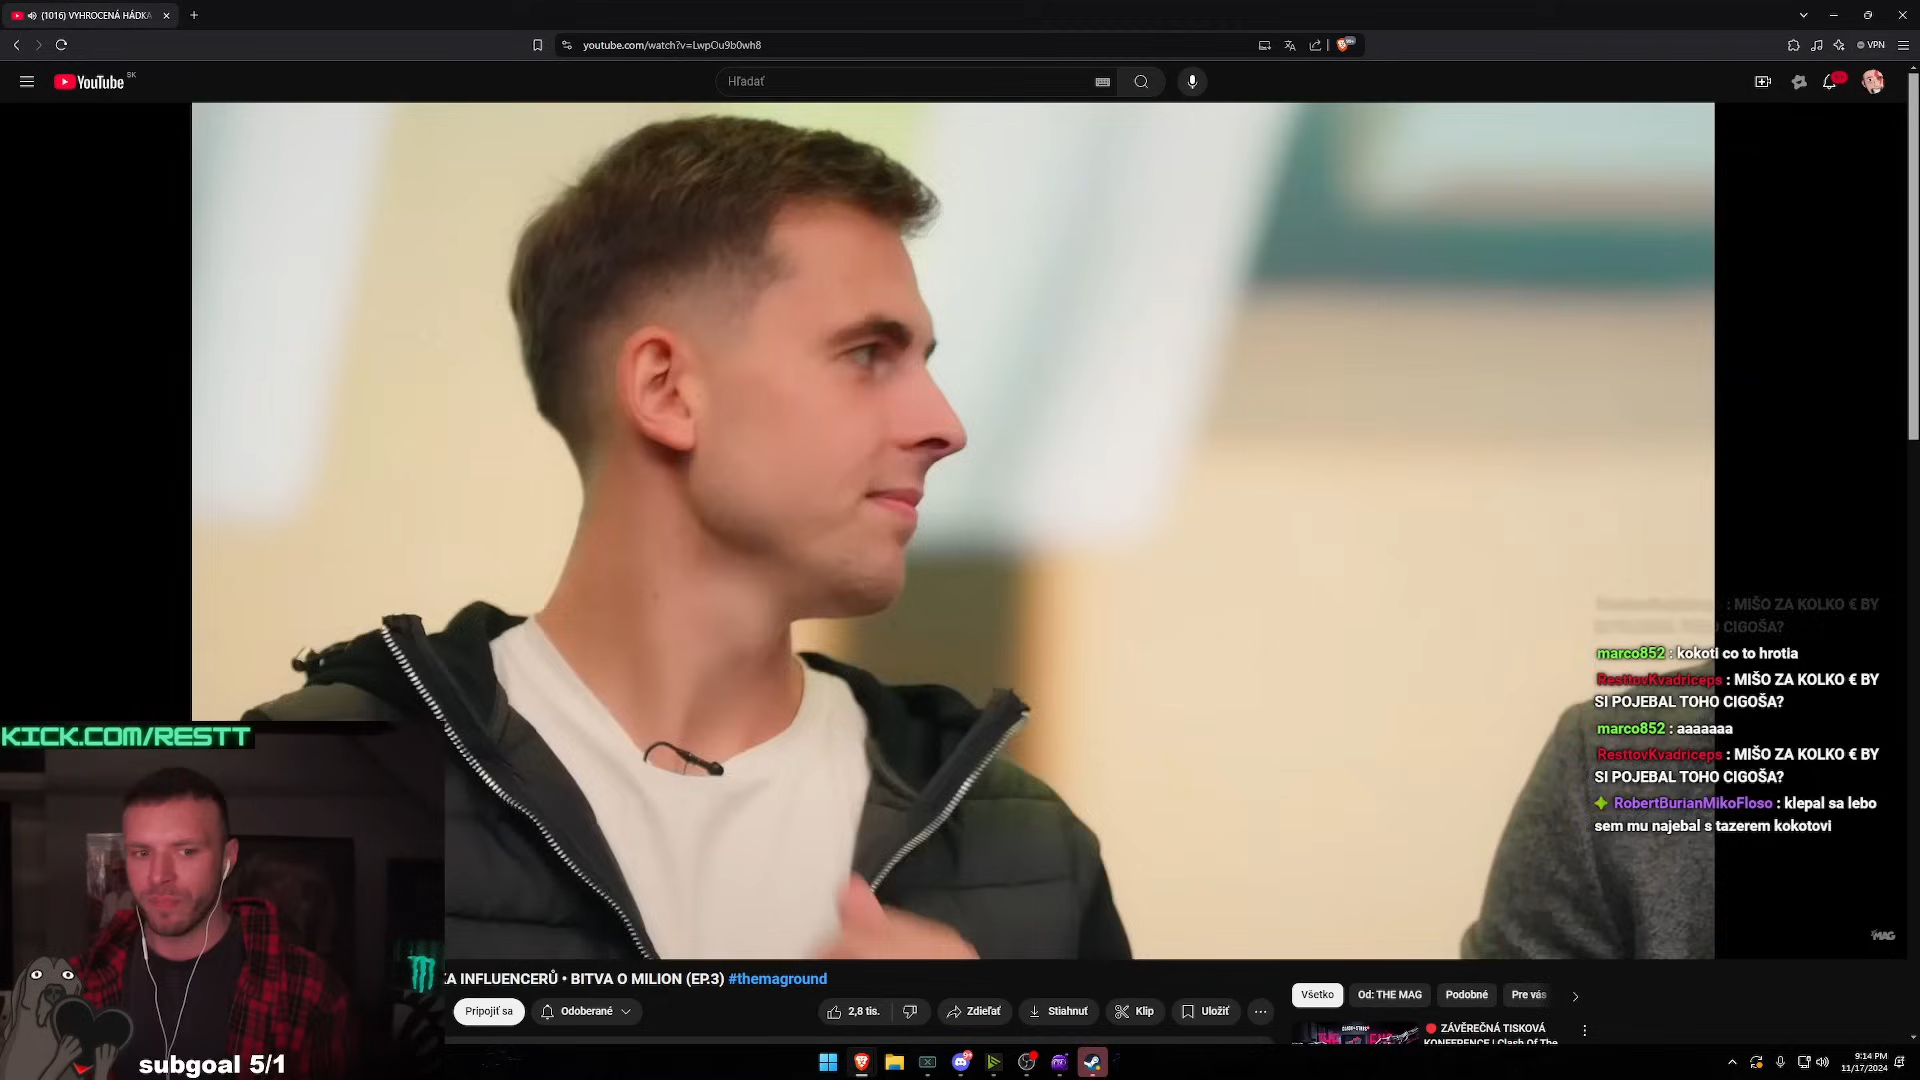 (1016) VYHROCENÁ HÁDKA
youtube.com/watch?v=LwpOu9b0wh8
VPN
YouTube SK
Hľadať
: MIŠO ZA KOLKO € BY
CIGOŠA?
marco852 : kokoti co to hrotia
ResttovKvadriceps : MIŠO ZA KOLKO € BY
SI POJEBAL TOHO CIGOŠA?
marco852 : aaaaaaa
ResttovKvadriceps : MIŠO ZA KOLKO € BY
SI POJEBAL TOHO CIGOŠA?
RobertBurianMikoFloso : klepal sa lebo
sem mu najebal s tazerem kokotovi
KICK.COM/RESTT
MAG
KA INFLUENCERŮ • BITVA O MILION (EP.3) #themaground
Pripojiť sa
Odoberané
2,8 tis.
Zdieľať
Stiahnuť
Klip
Uložiť
Všetko
Od: THE MAG
Podobné
Pre vás
ZÁVĚREČNÁ TISKOVÁ
KONFERENCE | Clash Of The
subgoal 5/1
9:14 PM
11/17/2024